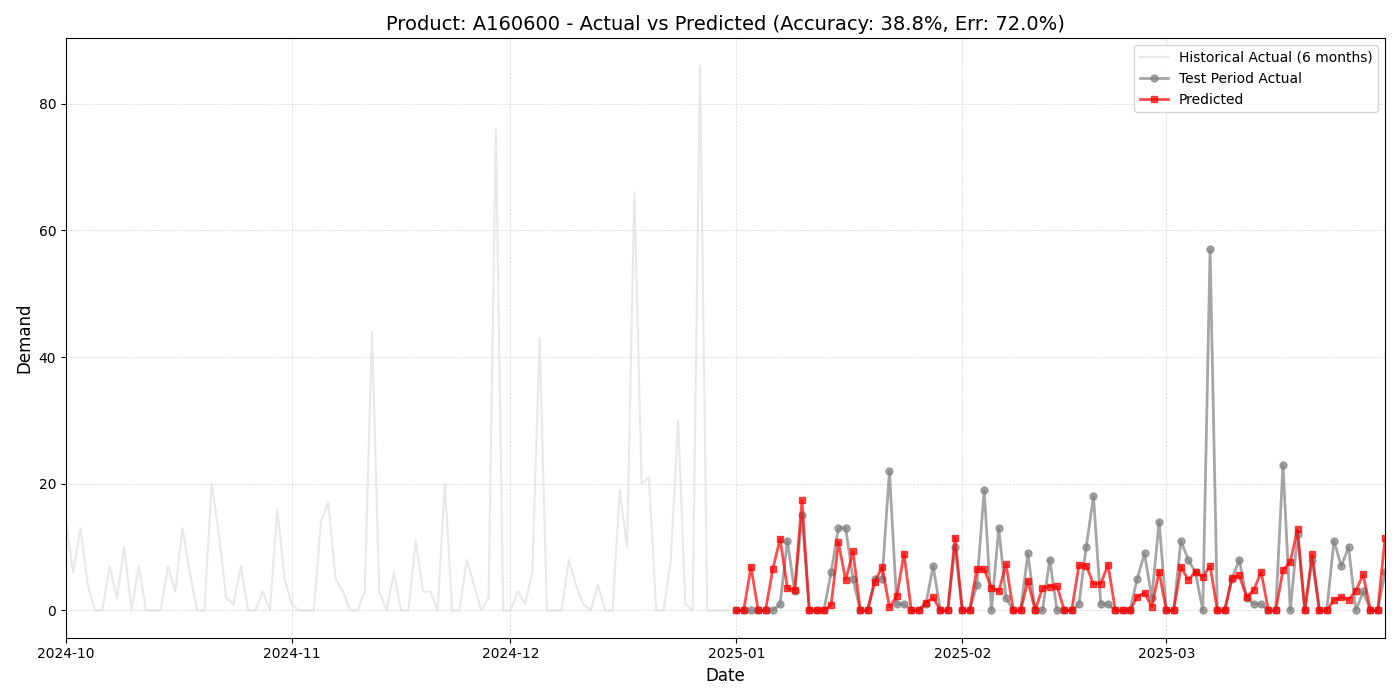 Product: A160600 - Actual vs Predicted (Accuracy: 38.8%, Err: 72.0%)
Historical Actual (6 months)
Test Period Actual
Predicted
Demand
80
60
40
20
0
2024-10
2024-11
2024-12
2025-01
2025-02
2025-03
Date